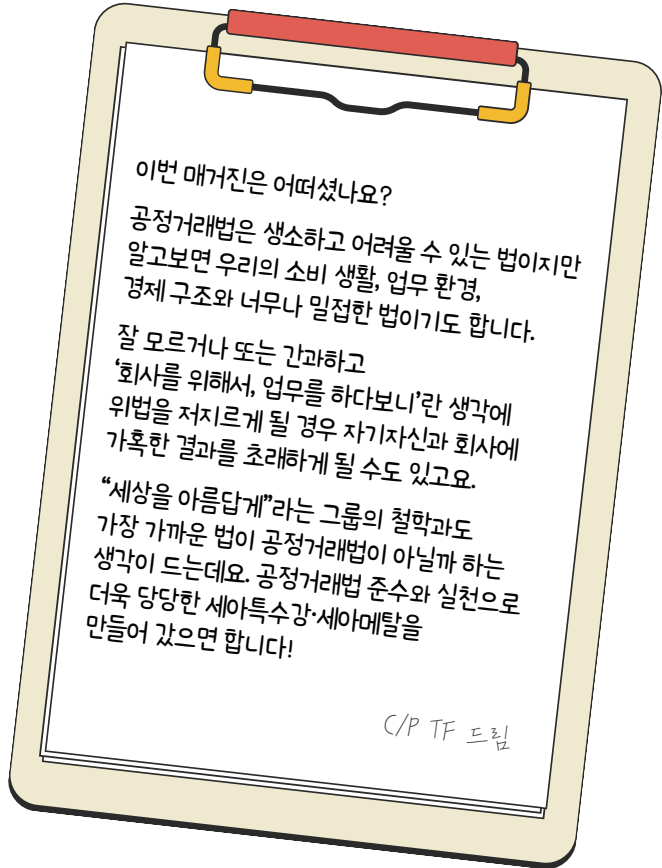 이번 매거진은 어떠셨나요?
공정거래법은 생소하고 어려울 수 있는 법이지만
알고보면 우리의 소비 생활, 업무 환경,
경제 구조와 너무나 밀접한 법이기도 합니다.
잘 모르거나 또는 간과하고
‘회사를 위해서, 업무를 하다보니’란 생각에
위법을 저지르게 될 경우 자기자신과 회사에
가혹한 결과를 초래하게 될 수도 있고요.
“세상을 아름답게”라는 그룹의 철학과도
가장 가까운 법이 공정거래법이 아닐까 하는
생각이 드는데요. 공정거래법 준수와 실천으로
더욱 당당한 세아특수강·세아메탈을
만들어 갔으면 합니다!
C/P TF 드림